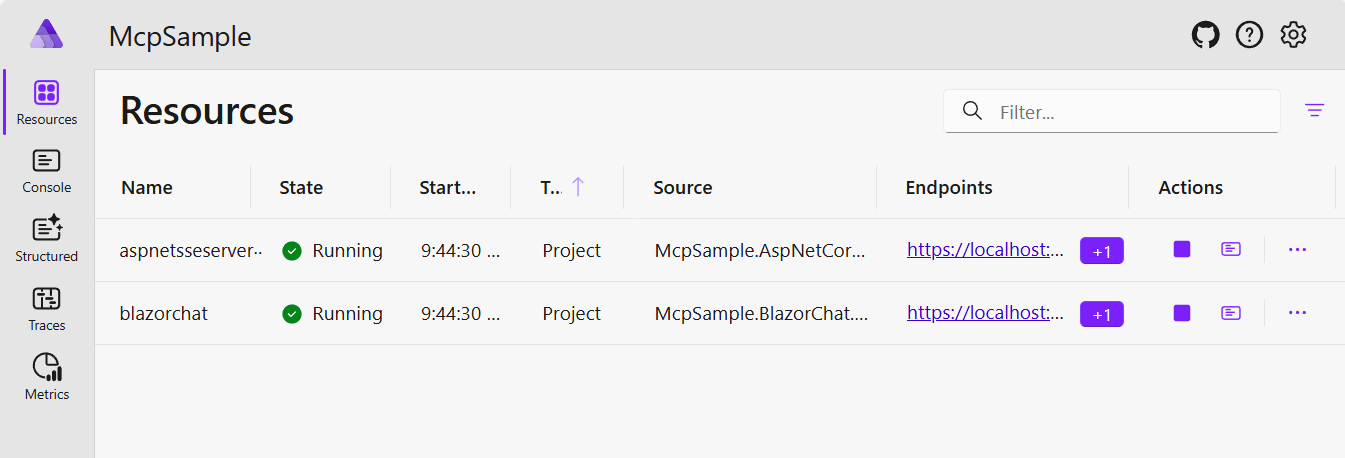 McpSample
Resources
Console
Structured
Traces
Metrics
Resources
Filter...
Name State Start... T... Source Endpoints Actions
aspnetsseserver.. Running 9:44:30 ... Project McpSample.AspNetCor... https://localhost:... +1
blazorchat Running 9:44:30 ... Project McpSample.BlazorChat.... https://localhost:... +1